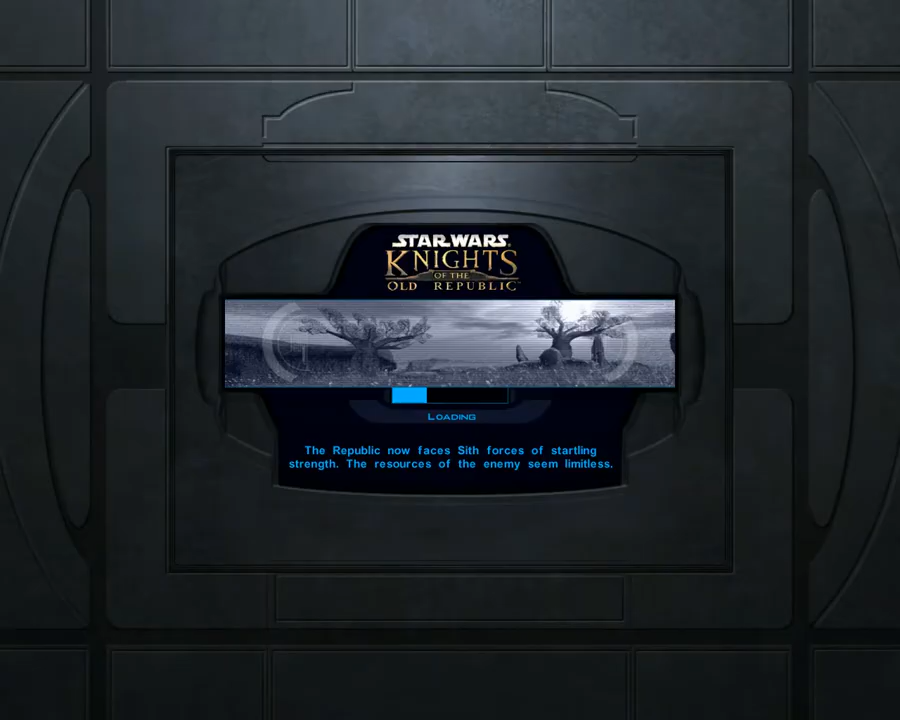 STAR WARS
KNIGHTS
OF THE
OLD REPUBLIC™
LOADING
The Republic now faces Sith forces of startling
strength. The resources of the enemy seem limitless.